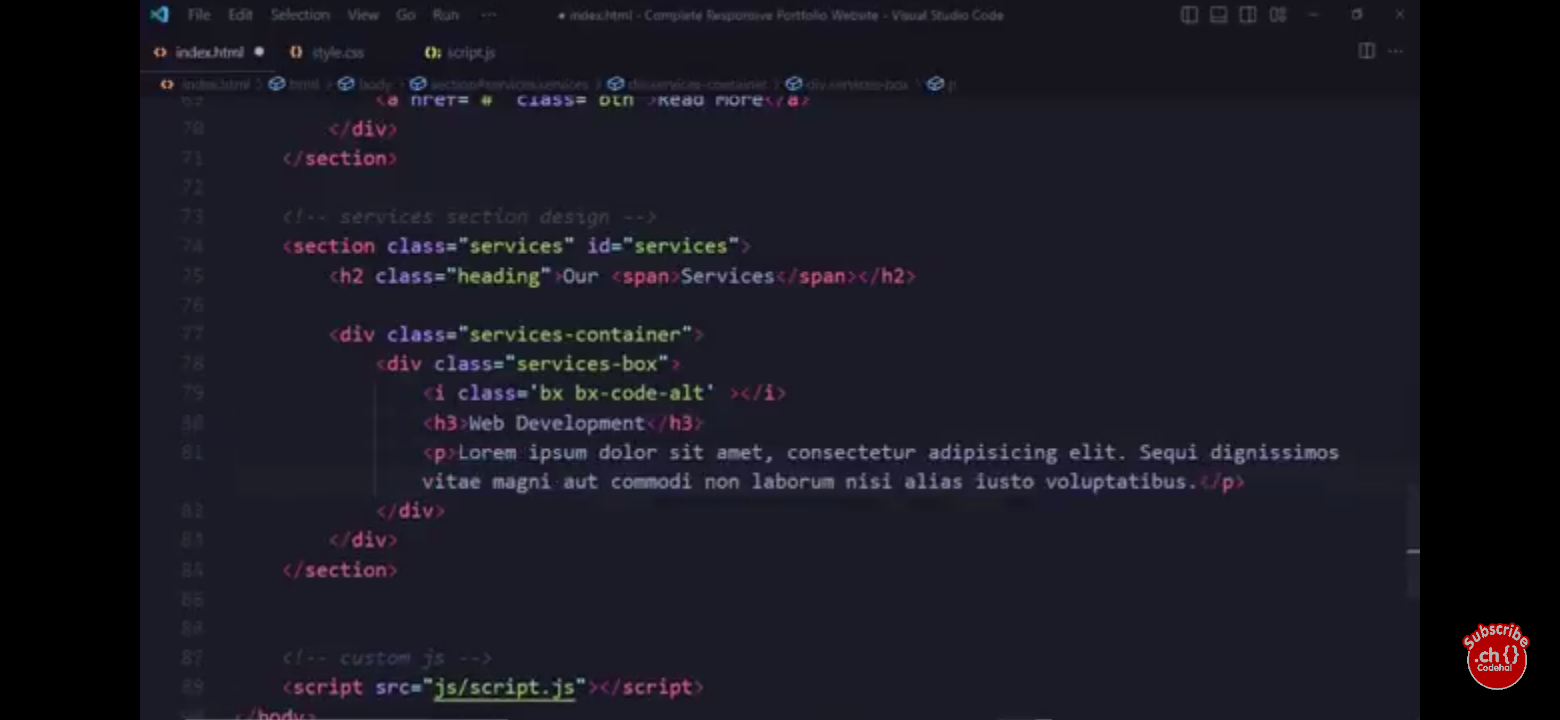 File Edit Selection View Go Run ··· ● index.html - Complete Responsive Portfolio Website - Visual Studio Code
index.html ● style.css script.js
index.html > html > body > section#services.services > div.services-container > div.services-box > p
69 <a href="#" class="btn">Read More</a>
70 </div>
71 </section>
72
73 <!-- services section design -->
74 <section class="services" id="services">
75 <h2 class="heading">Our <span>Services</span></h2>
76
77 <div class="services-container">
78 <div class="services-box">
79 <i class='bx bx-code-alt' ></i>
80 <h3>Web Development</h3>
81 <p>Lorem ipsum dolor sit amet, consectetur adipisicing elit. Sequi dignissimos
vitae magni aut commodi non laborum nisi alias iusto voluptatibus.</p>
82 </div>
83 </div>
84 </section>
86
87 <!-- custom js -->
<script src="js/script.js"></script>
</body>
Subscribe
.ch {}
Codehal